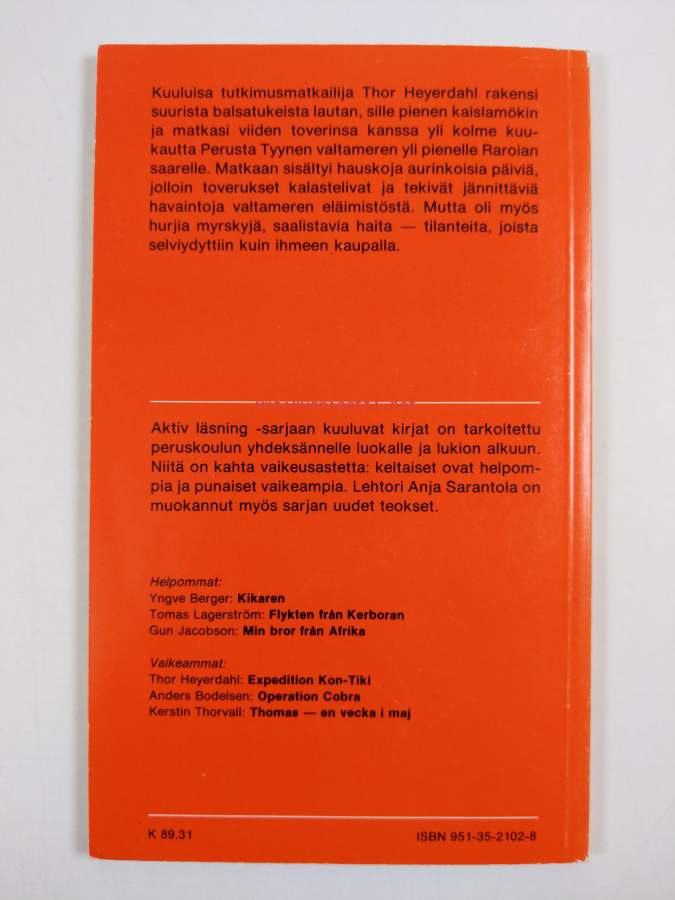 Kuuluisa tutkimusmatkailija Thor Heyerdahl rakensi
suurista balsatukeista lautan, sille pienen kaislamökin
ja matkasi viiden toverinsa kanssa yli kolme kuu-
kautta Perusta Tyynen valtameren yli pienelle Raroian
saarelle. Matkaan sisältyi hauskoja aurinkoisia päiviä,
jolloin toverukset kalastelivat ja tekivät jännittäviä
havaintoja valtameren eläimistöstä. Mutta oli myös
hurjia myrskyjä, saalistavia haita — tilanteita, joista
selviydyttiin kuin ihmeen kaupalla.
Aktiv läsning -sarjaan kuuluvat kirjat on tarkoitettu
peruskoulun yhdeksännelle luokalle ja lukion alkuun.
Niitä on kahta vaikeusastetta: keltaiset ovat helpom-
pia ja punaiset vaikeampia. Lehtori Anja Sarantola on
muokannut myös sarjan uudet teokset.
Helpommat:
Yngve Berger: Kikaren
Tomas Lagerström: Flykten från Kerboran
Gun Jacobson: Min bror från Afrika
Vaikeammat:
Thor Heyerdahl: Expedition Kon-Tiki
Anders Bodelsen: Operation Cobra
Kerstin Thorvall: Thomas — en vecka i maj
K 89.31
ISBN 951-35-2102-8